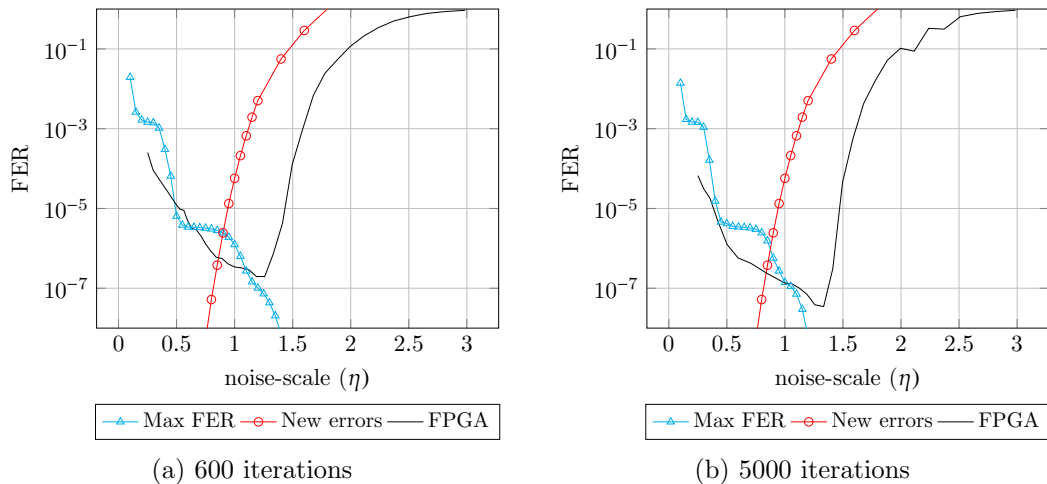 10⁻¹
10⁻³
10⁻⁵
10⁻⁷
FER
0 0.5 1 1.5 2 2.5 3
noise-scale (η)
Max FER New errors FPGA
(a) 600 iterations
10⁻¹
10⁻³
10⁻⁵
10⁻⁷
FER
0 0.5 1 1.5 2 2.5 3
noise-scale (η)
Max FER New errors FPGA
(b) 5000 iterations